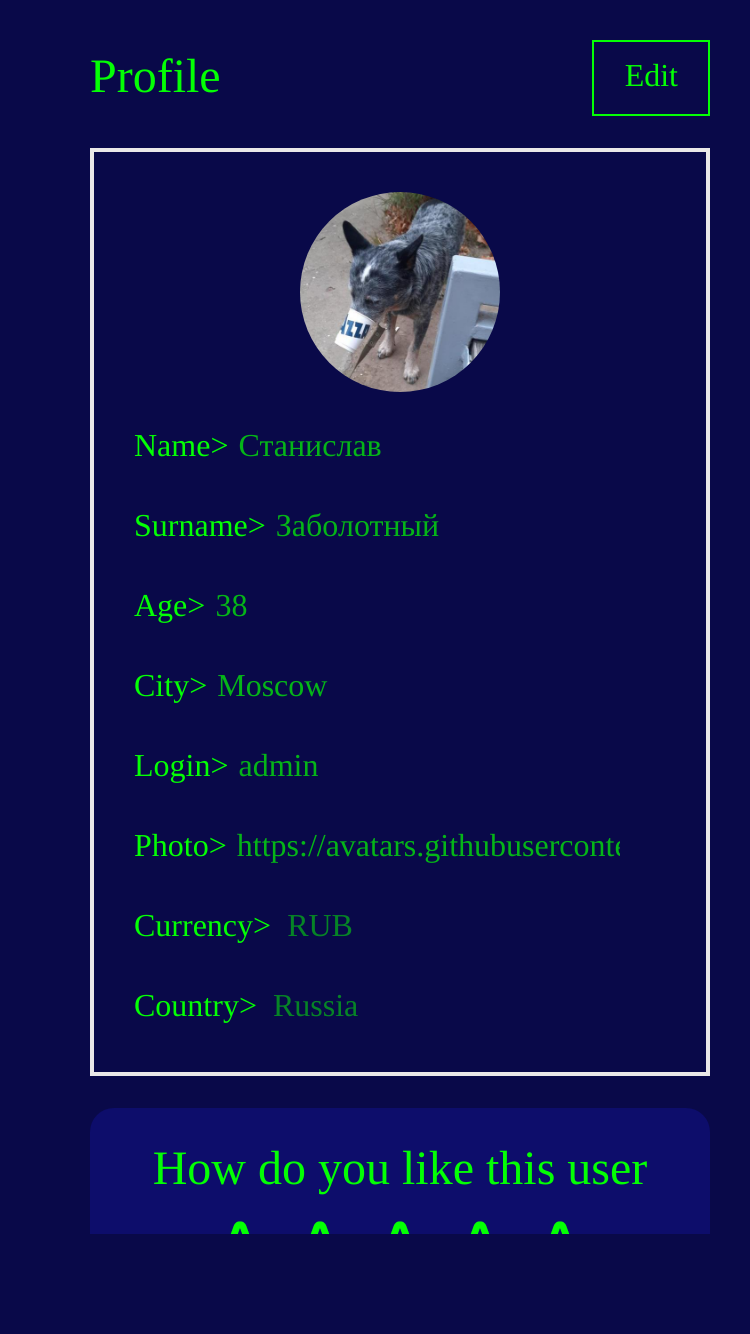 Profile
Edit
Name> Станислав
Surname> Заболотный
Age> 38
City> Moscow
Login> admin
Photo> https://avatars.githubuserconte
Currency> RUB
Country> Russia
How do you like this user